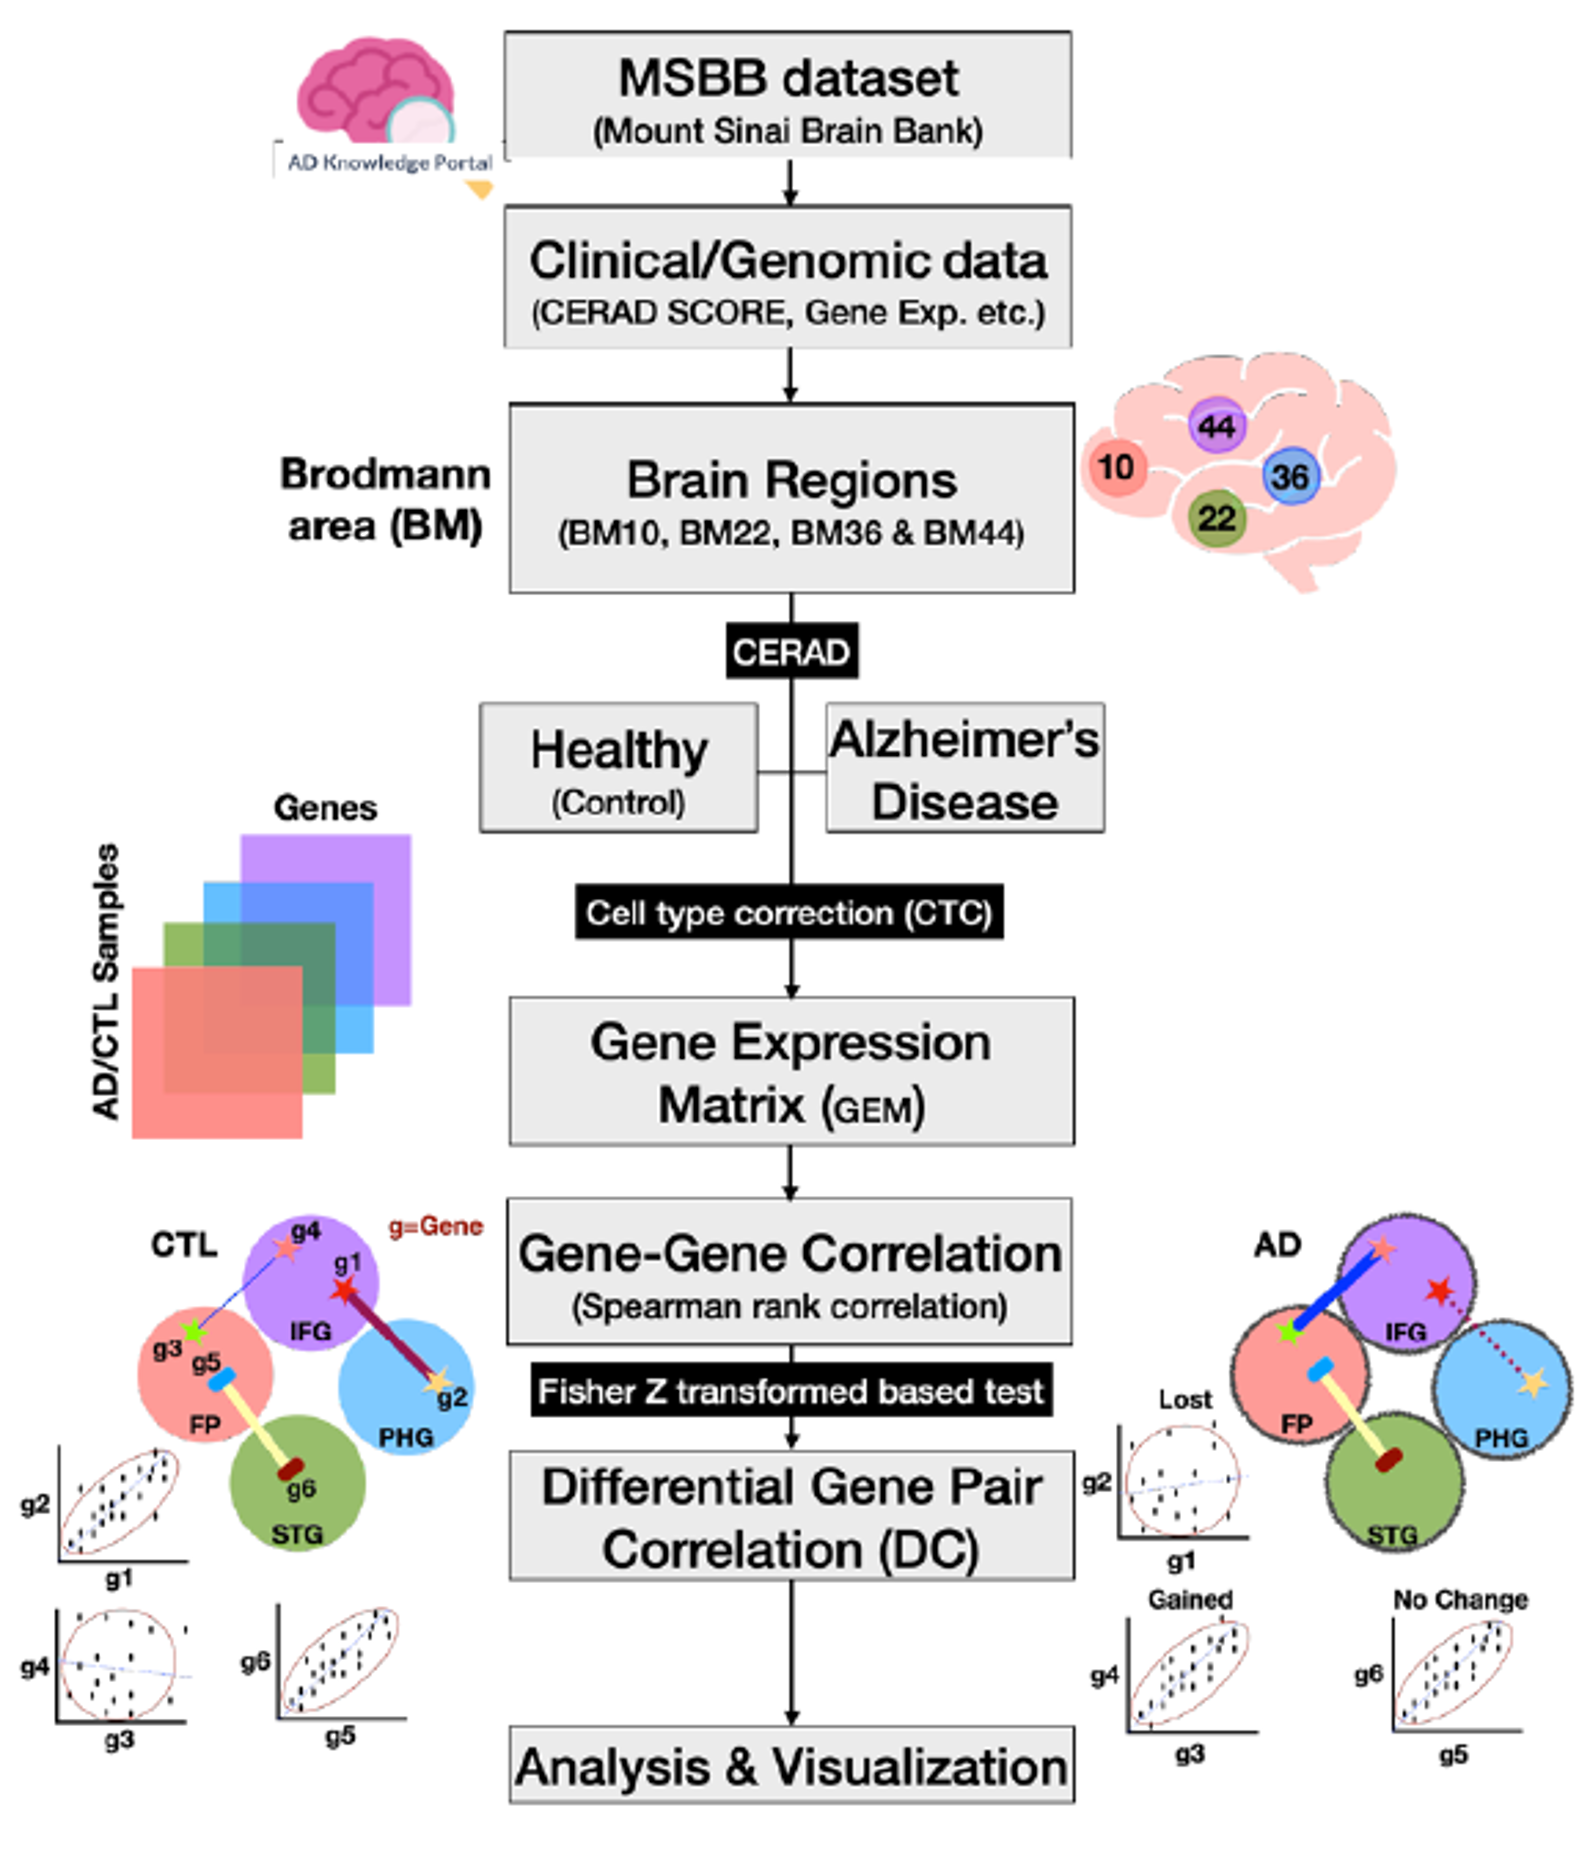 MSBB dataset
(Mount Sinai Brain Bank)
AD Knowledge Portal
Clinical/Genomic data
(CERAD SCORE, Gene Exp. etc.)
Brodmann
area (BM)
Brain Regions
(BM10, BM22, BM36 & BM44)
44
10
36
22
CERAD
Healthy
(Control)
Alzheimer's
Disease
Genes
AD/CTL Samples
Cell type correction (CTC)
Gene Expression
Matrix (GEM)
CTL
g=Gene
g4
g1
IFG
g3
g5
g2
FP
PHG
g6
STG
Gene-Gene Correlation
(Spearman rank correlation)
AD
IFG
FP
PHG
STG
Fisher Z transformed based test
Differential Gene Pair
Correlation (DC)
g2
g1
g4
g3
g6
g5
Lost
g2
g1
Gained
g4
g3
No Change
g6
g5
Analysis & Visualization